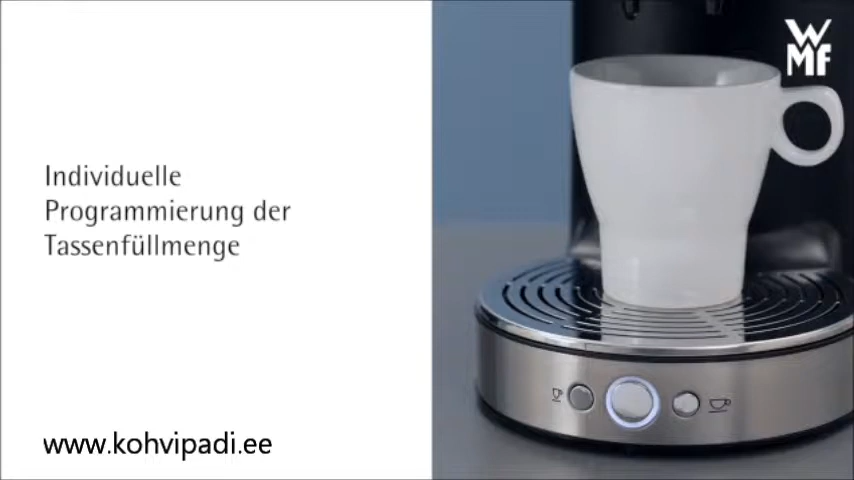 Individuelle
Programmierung der
Tassenfüllmenge
www.kohvipadi.ee
WMF